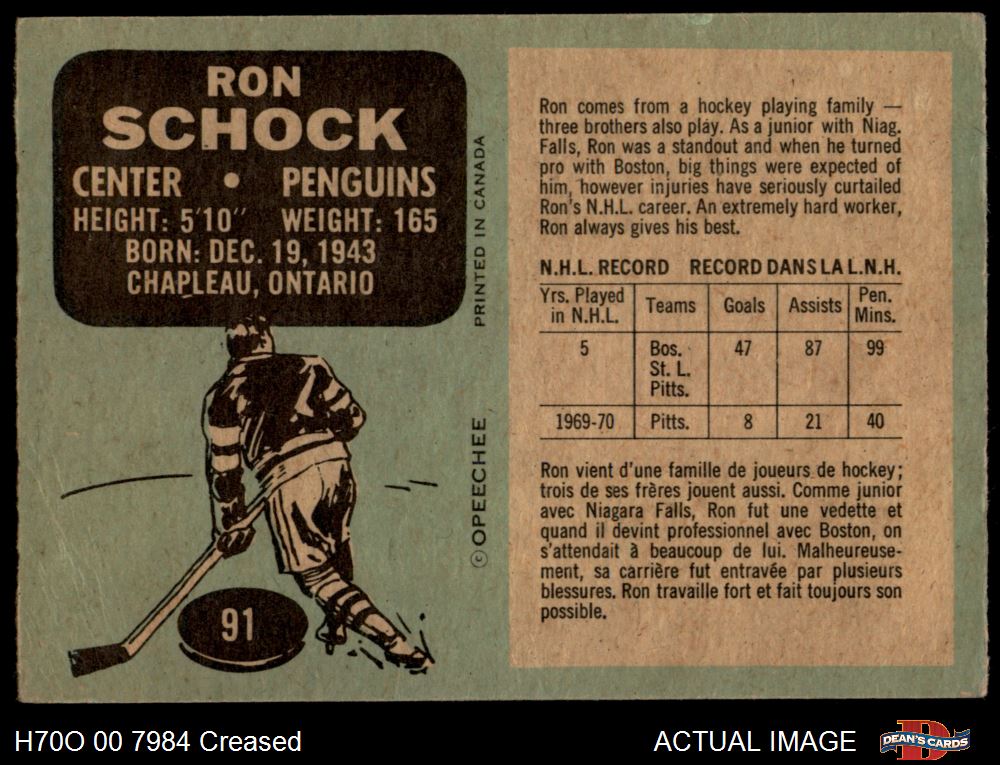 RON
SCHOCK
CENTER • PENGUINS
HEIGHT: 5'10" WEIGHT: 165
BORN: DEC. 19, 1943
CHAPLEAU, ONTARIO
91
PRINTED IN CANADA
© OPEECHEE
Ron comes from a hockey playing family —
three brothers also play. As a junior with Niag.
Falls, Ron was a standout and when he turned
pro with Boston, big things were expected of
him, however injuries have seriously curtailed
Ron's N.H.L. career. An extremely hard worker,
Ron always gives his best.
N.H.L. RECORD RECORD DANS LA L.N.H.
Yrs. Played Teams Goals Assists Pen.
in N.H.L. Mins.
5 Bos. 47 87 99
St. L.
Pitts.
1969-70 Pitts. 8 21 40
Ron vient d'une famille de joueurs de hockey;
trois de ses frères jouent aussi. Comme junior
avec Niagara Falls, Ron fut une vedette et
quand il devint professionnel avec Boston, on
s'attendait à beaucoup de lui. Malheureuse-
ment, sa carrière fut entravée par plusieurs
blessures. Ron travaille fort et fait toujours son
possible.
H70O 00 7984 Creased
ACTUAL IMAGE
D
DEAN'S CARDS